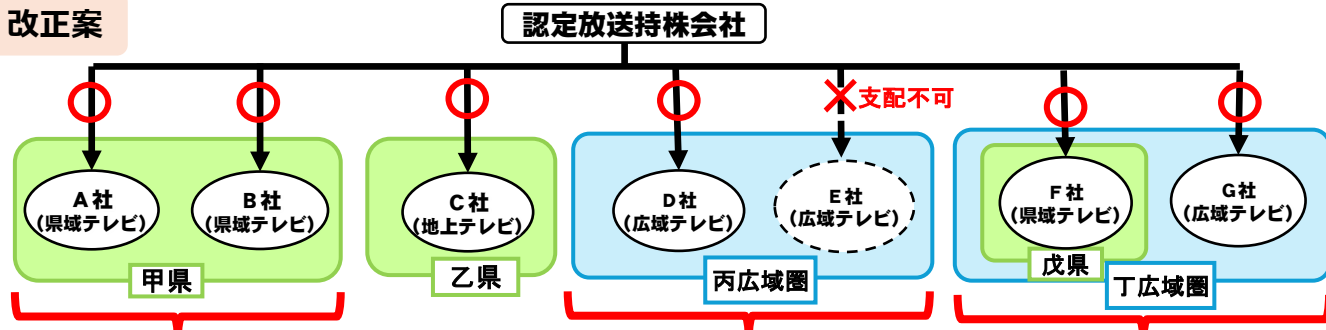 改正案
認定放送持株会社
支配不可
A社
(県域テレビ)
B社
(県域テレビ)
C社
(地上テレビ)
D社
(広域テレビ)
E社
(広域テレビ)
F社
(県域テレビ)
G社
(広域テレビ)
甲県
乙県
丙広域圏
戊県
丁広域圏